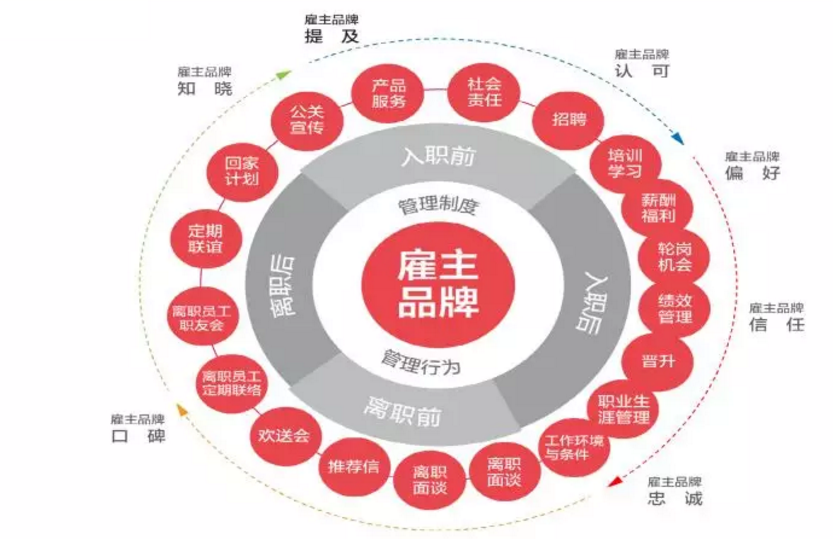 雇主品牌
提 及
雇主品牌
认 可
雇主品牌
偏 好
雇主品牌
信 任
雇主品牌
忠 诚
雇主品牌
口 碑
雇主品牌
知 晓
产品
服务
社会
责任
招聘
培训
学习
薪酬
福利
轮岗
机会
绩效
管理
晋升
职业生
涯管理
工作环境
与条件
离职
面谈
离职
面谈
推荐信
欢送会
离职员工
定期联络
离职员工
职友会
定期
联谊
回家
计划
公关
宣传
入职前
入职后
离职前
离职后
管理制度
雇主
品牌
管理行为